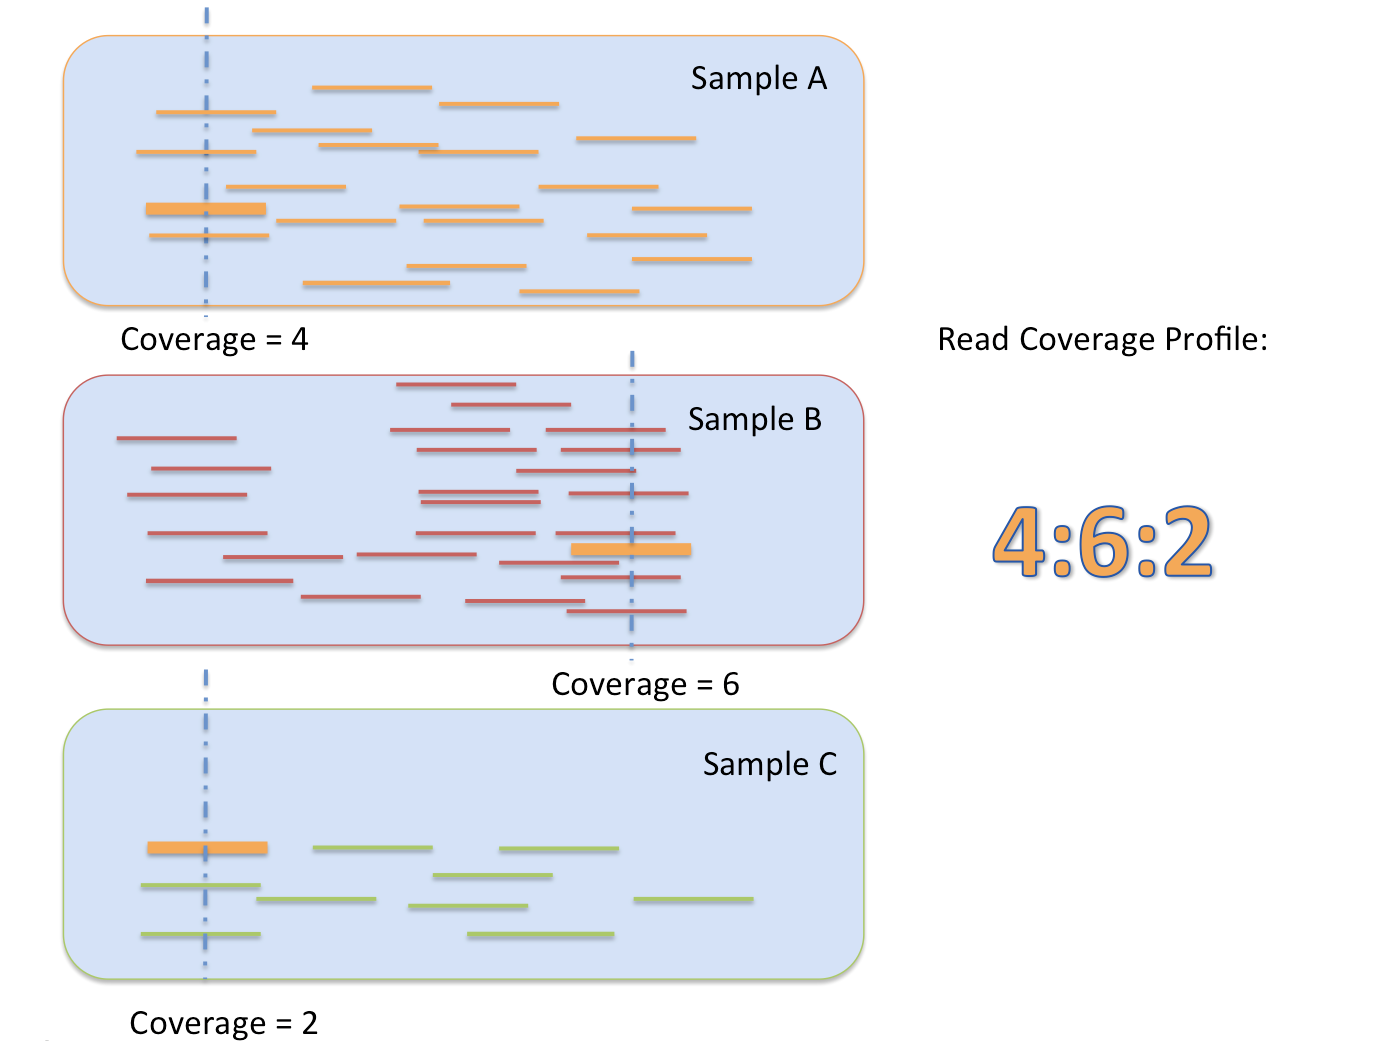 Sample A
Coverage = 4
Read Coverage Profile:
Sample B
4:6:2
Coverage = 6
Sample C
Coverage = 2